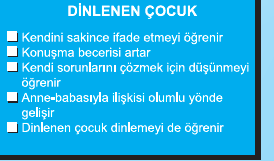 DİNLENEN ÇOCUK
Kendini sakince ifade etmeyi öğrenir
Konuşma becerisi artar
Kendi sorunlarını çözmek için düşünmeyi
öğrenir
Anne-babasıyla ilişkisi olumlu yönde
gelişir
Dinlenen çocuk dinlemeyi de öğrenir